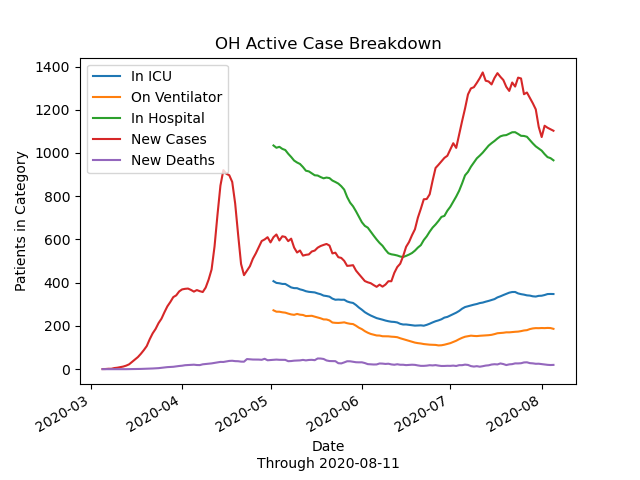 OH Active Case Breakdown
In ICU
On Ventilator
In Hospital
New Cases
New Deaths
Patients in Category
1400
1200
1000
800
600
400
200
0
2020-03
2020-04
2020-05
2020-06
2020-07
2020-08
Date
Through 2020-08-11